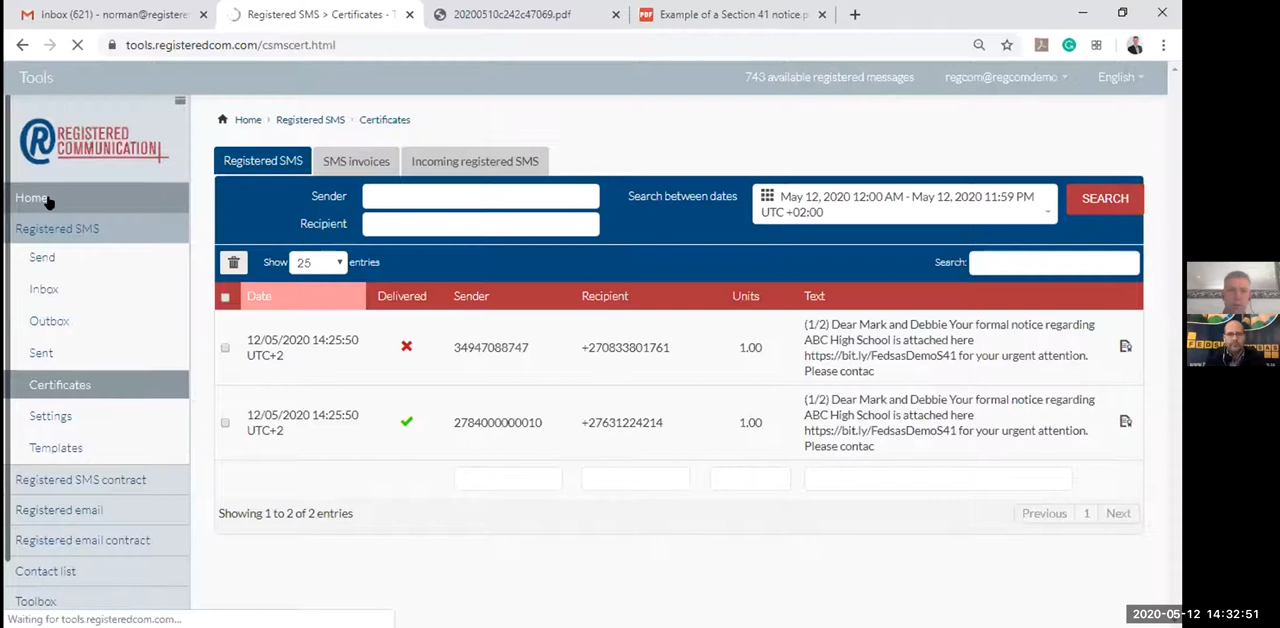 Inbox (621) - norman@registere
Registered SMS > Certificates - T
20200510c242c47069.pdf
Example of a Section 41 notice.p
tools.registeredcom.com/csmscert.html
Tools
743 available registered messages
regcom@regcomdemo
English
REGISTERED
COMMUNICATION
Home
Registered SMS
Send
Inbox
Outbox
Sent
Certificates
Settings
Templates
Registered SMS contract
Registered email
Registered email contract
Contact list
Toolbox
Waiting for tools.registeredcom.com...
Home › Registered SMS › Certificates
Registered SMS
SMS invoices
Incoming registered SMS
Sender
Recipient
Search between dates
May 12, 2020 12:00 AM - May 12, 2020 11:59 PM
UTC +02:00
SEARCH
Show 25 entries
Search:
Date Delivered Sender Recipient Units Text
12/05/2020 14:25:50
UTC+2
34947088747
+270833801761
1.00
(1/2) Dear Mark and Debbie Your formal notice regarding
ABC High School is attached here
https://bit.ly/FedsasDemoS41 for your urgent attention.
Please contac
12/05/2020 14:25:50
UTC+2
2784000000010
+27631224214
1.00
(1/2) Dear Mark and Debbie Your formal notice regarding
ABC High School is attached here
https://bit.ly/FedsasDemoS41 for your urgent attention.
Please contac
Showing 1 to 2 of 2 entries
Previous 1 Next
2020-05-12 14:32:51